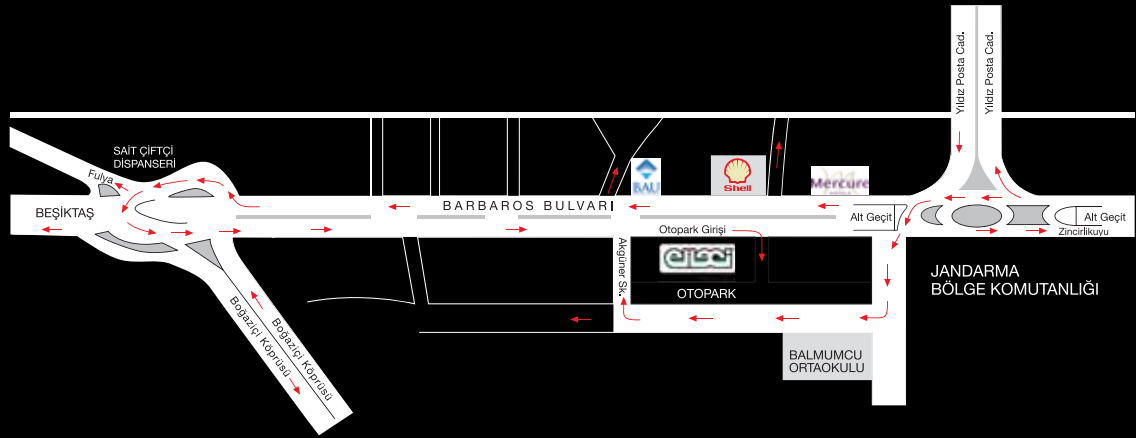 Yıldız Posta Cad.
Yıldız Posta Cad.
SAİT ÇİFTÇİ
DİSPANSERİ
Fulya
BAU
Shell
Mercure
BEŞİKTAŞ
BARBAROS BULVARI
Alt Geçit
Alt Geçit
Zincirlikuyu
Otopark Girişi
Akgüner Sk.
OTOPARK
JANDARMA
BÖLGE KOMUTANLIĞI
Boğaziçi Köprüsü
Boğaziçi Köprüsü
BALMUMCU
ORTAOKULU